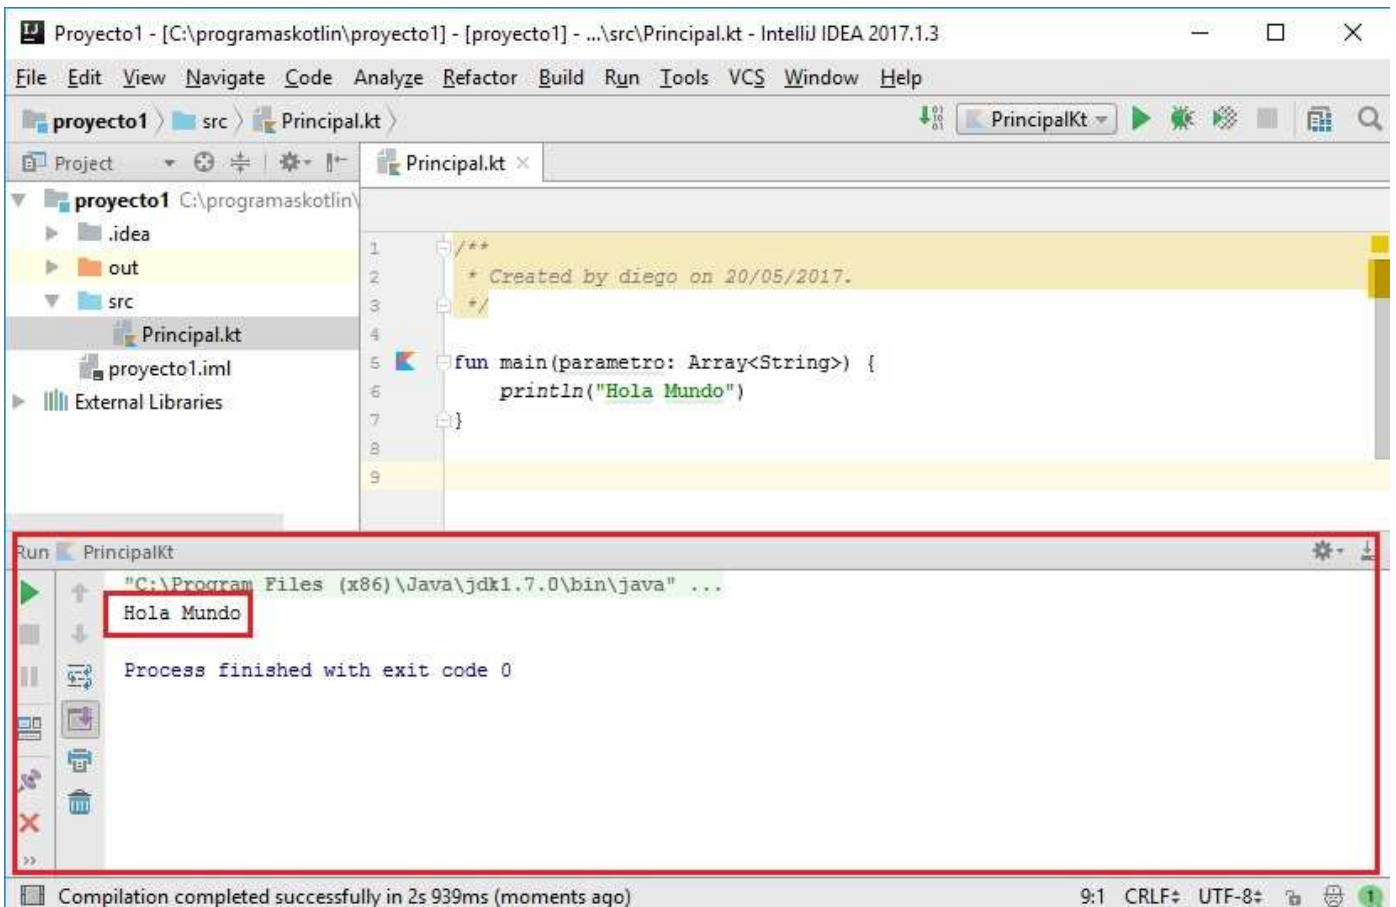 Proyecto1 - [C:\programaskotlin\proyecto1] - [proyecto1] - ...\src\Principal.kt - IntelliJ IDEA 2017.1.3
File Edit View Navigate Code Analyze Refactor Build Run Tools VCS Window Help
proyecto1 src Principal.kt
PrincipalKt
Project
Principal.kt
proyecto1 C:\programaskotlin\
.idea
out
src
Principal.kt
proyecto1.iml
External Libraries
1 /**
2 * Created by diego on 20/05/2017.
3 */
4
5 fun main(parametro: Array<String>) {
6 println("Hola Mundo")
7 }
8
9
Run PrincipalKt
"C:\Program Files (x86)\Java\jdk1.7.0\bin\java" ...
Hola Mundo
Process finished with exit code 0
Compilation completed successfully in 2s 939ms (moments ago)
9:1 CRLF UTF-8 1